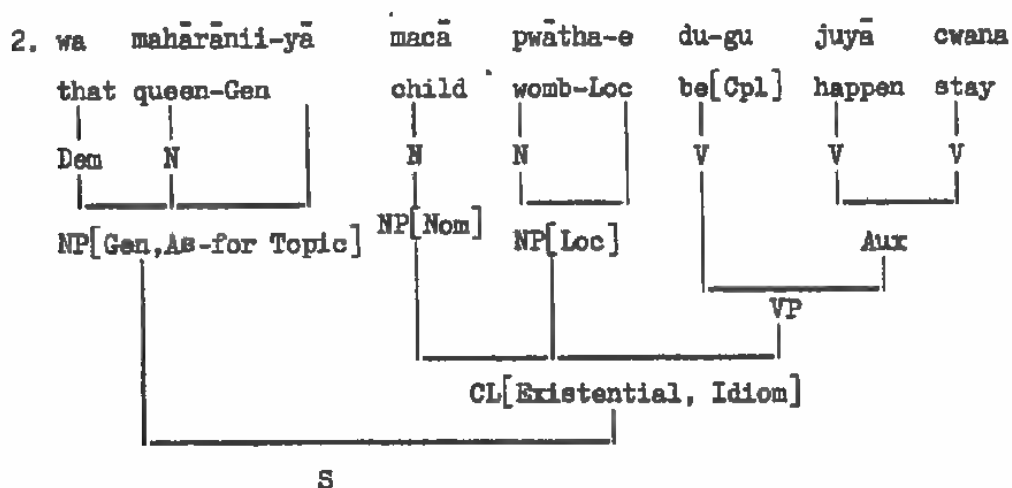 2. wa mahārānii-yā macā pwātha-e du-gu juyā cwana
that queen-Gen child womb-Loc be[Cpl] happen stay
Dem N N N V V V
NP[Gen,As-for Topic] NP[Nom] NP[Loc] Aux
VP
CL[Existential, Idiom]
S